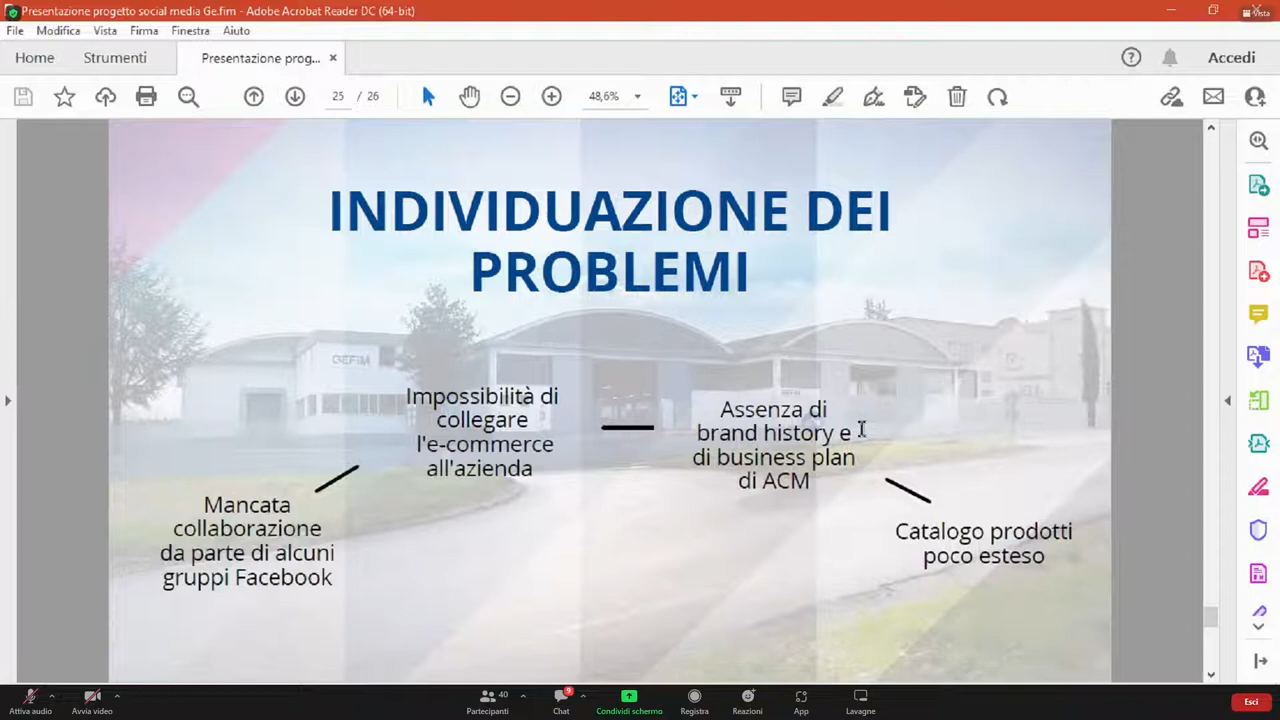 Presentazione progetto social media Ge.fim - Adobe Acrobat Reader DC (64-bit)
Vista
File Modifica Vista Firma Finestra Aiuto
Home Strumenti Presentazione prog... × Accedi
25 / 26 48,6%
INDIVIDUAZIONE DEI
PROBLEMI
GEFIM
Impossibilità di
collegare
l'e-commerce
all'azienda
Assenza di
brand history e
di business plan
di ACM
Mancata
collaborazione
da parte di alcuni
gruppi Facebook
Catalogo prodotti
poco esteso
40 9
Attiva audio Avvia video Partecipanti Chat Condividi schermo Registra Reazioni App Lavagne Esci